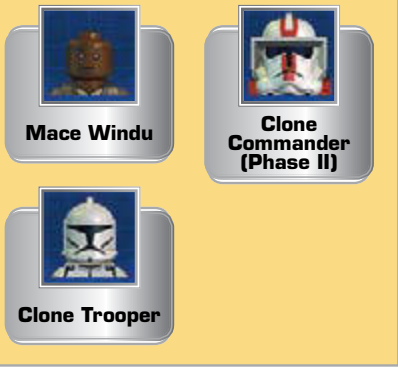 Mace Windu
Clone
Commander
(Phase II)
Clone Trooper